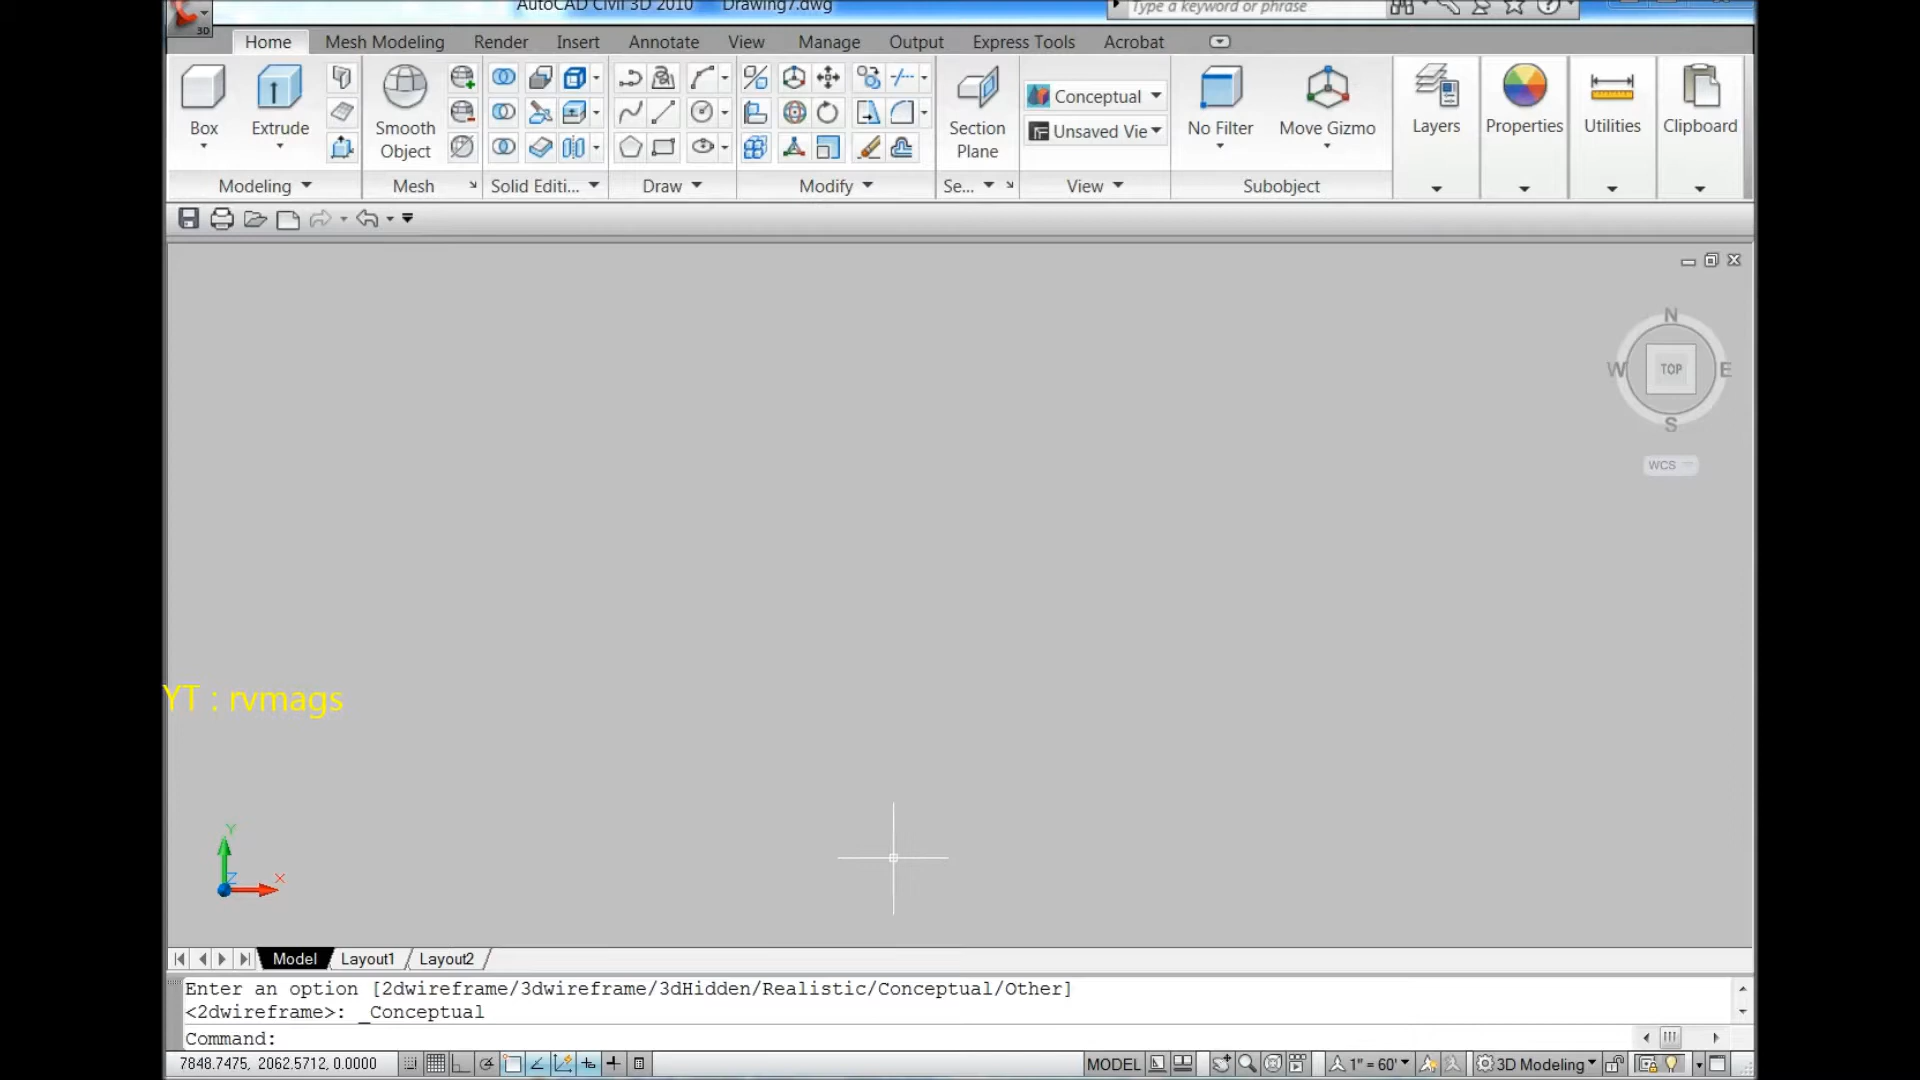 AutoCAD Civil 3D 2010 Drawing7.dwg
Type a keyword or phrase
3D
Home Mesh Modeling Render Insert Annotate View Manage Output Express Tools Acrobat
Box
Extrude
Smooth Object
Section Plane
Conceptual
Unsaved Vie
No Filter
Move Gizmo
Layers
Properties
Utilities
Clipboard
Modeling Mesh Solid Editi... Draw Modify Se... View Subobject
N
W TOP E
S
WCS
YT : rvmags
Y
Z X
Model Layout1 Layout2
Enter an option [2dwireframe/3dwireframe/3dHidden/Realistic/Conceptual/Other]
<2dwireframe>: _Conceptual
Command:
7848.7475, 2062.5712, 0.0000 MODEL 1" = 60' 3D Modeling